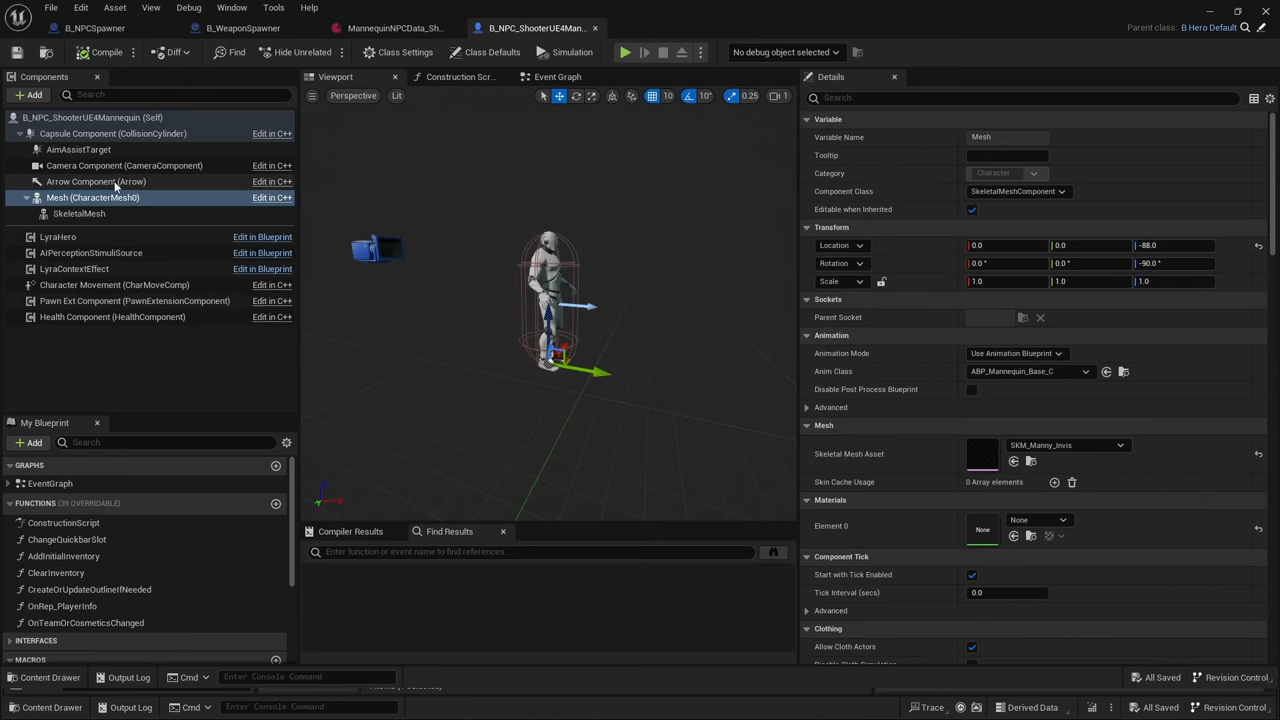 File Edit Asset View Debug Window Tools Help
B_NPCSpawner B_WeaponSpawner MannequinNPCData_Sh... B_NPC_ShooterUE4Man... Parent class: B Hero Default
Compile Diff Find Hide Unrelated Class Settings Class Defaults Simulation No debug object selected
Components
Add Search
B_NPC_ShooterUE4Mannequin (Self)
Capsule Component (CollisionCylinder) Edit in C++
AimAssistTarget
Camera Component (CameraComponent) Edit in C++
Arrow Component (Arrow) Edit in C++
Mesh (CharacterMesh0) Edit in C++
SkeletalMesh
LyraHero Edit in Blueprint
AIPerceptionStimuliSource Edit in Blueprint
LyraContextEffect Edit in Blueprint
Character Movement (CharMoveComp) Edit in C++
Pawn Ext Component (PawnExtensionComponent) Edit in C++
Health Component (HealthComponent) Edit in C++
My Blueprint
Add Search
GRAPHS
EventGraph
FUNCTIONS (39 OVERRIDABLE)
ConstructionScript
ChangeQuickbarSlot
AddInitialInventory
ClearInventory
CreateOrUpdateOutlineIfNeeded
OnRep_PlayerInfo
OnTeamOrCosmeticsChanged
INTERFACES
MACROS
Viewport Construction Scr... Event Graph
Perspective Lit 10 10° 0.25 1
Compiler Results Find Results
Enter function or event name to find references...
Details
Search
Variable
Variable Name Mesh
Tooltip
Category Character
Component Class SkeletalMeshComponent
Editable when Inherited
Transform
Location 0.0 0.0 -88.0
Rotation 0.0 ° 0.0 ° -90.0 °
Scale 1.0 1.0 1.0
Sockets
Parent Socket
Animation
Animation Mode Use Animation Blueprint
Anim Class ABP_Mannequin_Base_C
Disable Post Process Blueprint
Advanced
Mesh
Skeletal Mesh Asset SKM_Manny_Invis
Skin Cache Usage 0 Array elements
Materials
Element 0 None None
Component Tick
Start with Tick Enabled
Tick Interval (secs) 0.0
Advanced
Clothing
Allow Cloth Actors
Content Drawer Output Log Cmd Enter Console Command All Saved Revision Control
Content Drawer Output Log Cmd Enter Console Command Trace Derived Data All Saved Revision Control